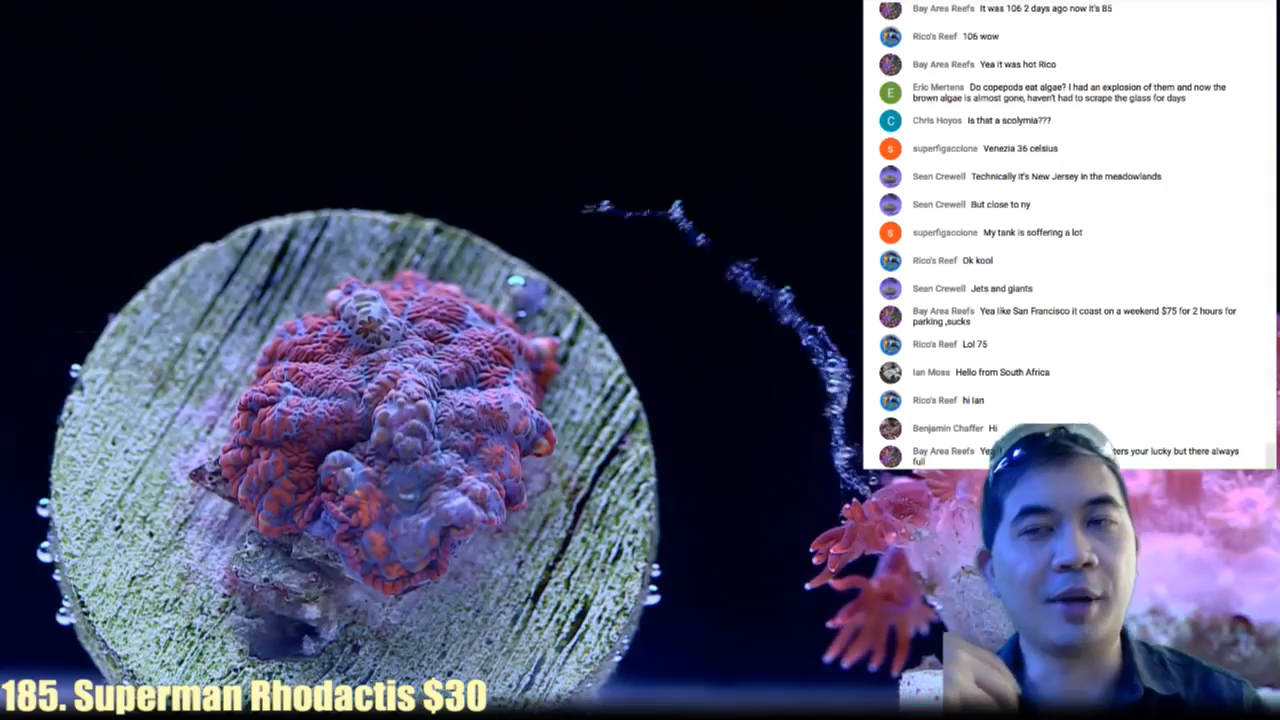 Bay Area Reefs It was 106 2 days ago now it's 85
Rico's Reef 106 wow
Bay Area Reefs Yea it was hot Rico
E Eric Mertena Do copepods eat algae? I had an explosion of them and now the
brown algae is almost gone, haven't had to scrape the glass for days
C Chris Hoyos Is that a scolymia???
s superfigaccione Venezia 36 celsius
Sean Crewell Technically it's New Jersey in the meadowlands
Sean Crewell But close to ny
s superfigaccione My tank is soffering a lot
Rico's Reef Ok kool
Sean Crewell Jets and giants
Bay Area Reefs Yea like San Francisco it coast on a weekend $75 for 2 hours for
parking ,sucks
Rico's Reef Lol 75
Ian Moss Hello from South Africa
Rico's Reef hi Ian
Benjamin Chaffer Hi
Bay Area Reefs your lucky but there always
full
185. Superman Rhodactis $30